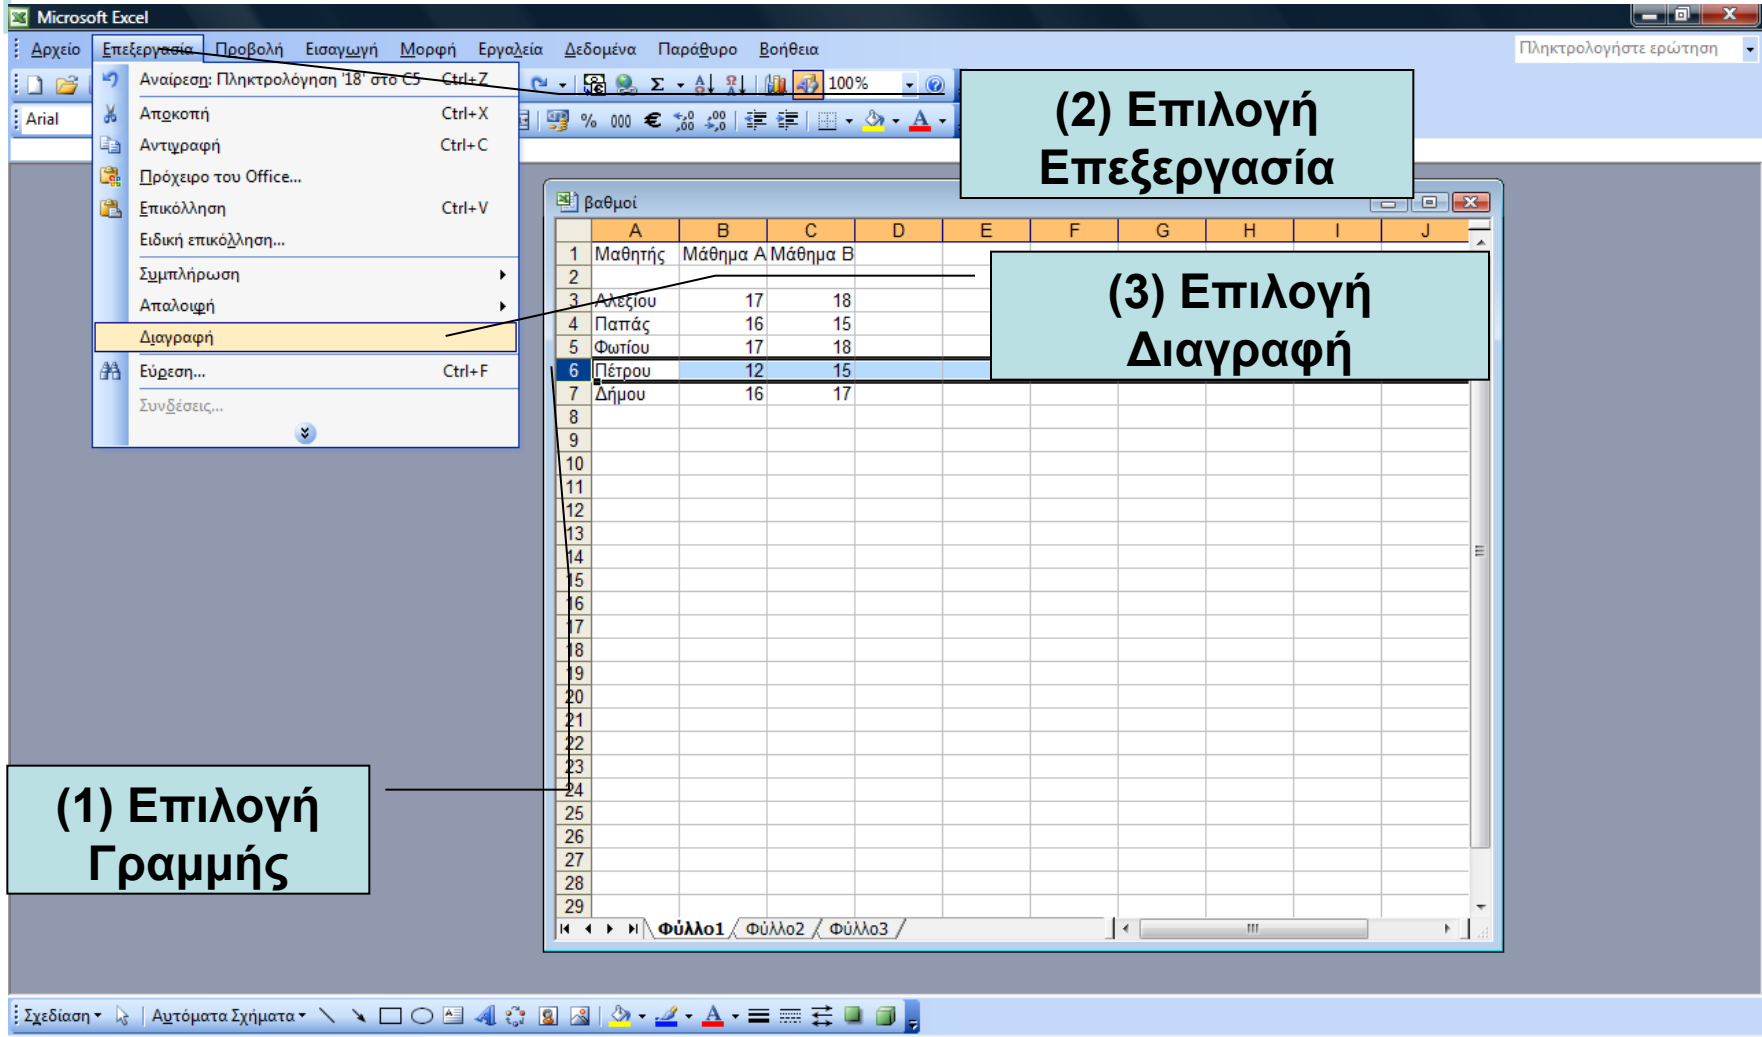 Microsoft Excel
Αρχείο Επεξεργασία Προβολή Εισαγωγή Μορφή Εργαλεία Δεδομένα Παράθυρο Βοήθεια Πληκτρολογήστε ερώτηση
Αναίρεση: Πληκτρολόγηση '18' στο C5 Ctrl+Z
100%
Arial
% 000 €
Αποκοπή Ctrl+X
Αντιγραφή Ctrl+C
Πρόχειρο του Office...
Επικόλληση Ctrl+V
Ειδική επικόλληση...
Συμπλήρωση
Απαλοιφή
Διαγραφή
Εύρεση... Ctrl+F
Συνδέσεις...
(2) Επιλογή
Επεξεργασία
βαθμοί
A B C D E F G H I J
1 Μαθητής Μάθημα Α Μάθημα Β
2
3 Αλεξίου 17 18
4 Παπάς 16 15
5 Φωτίου 17 18
6 Πέτρου 12 15
7 Δήμου 16 17
8
9
10
11
12
13
14
15
16
17
18
19
20
21
22
23
24
25
26
27
28
29
(3) Επιλογή
Διαγραφή
(1) Επιλογή
Γραμμής
Φύλλο1 Φύλλο2 Φύλλο3
Σχεδίαση Αυτόματα Σχήματα